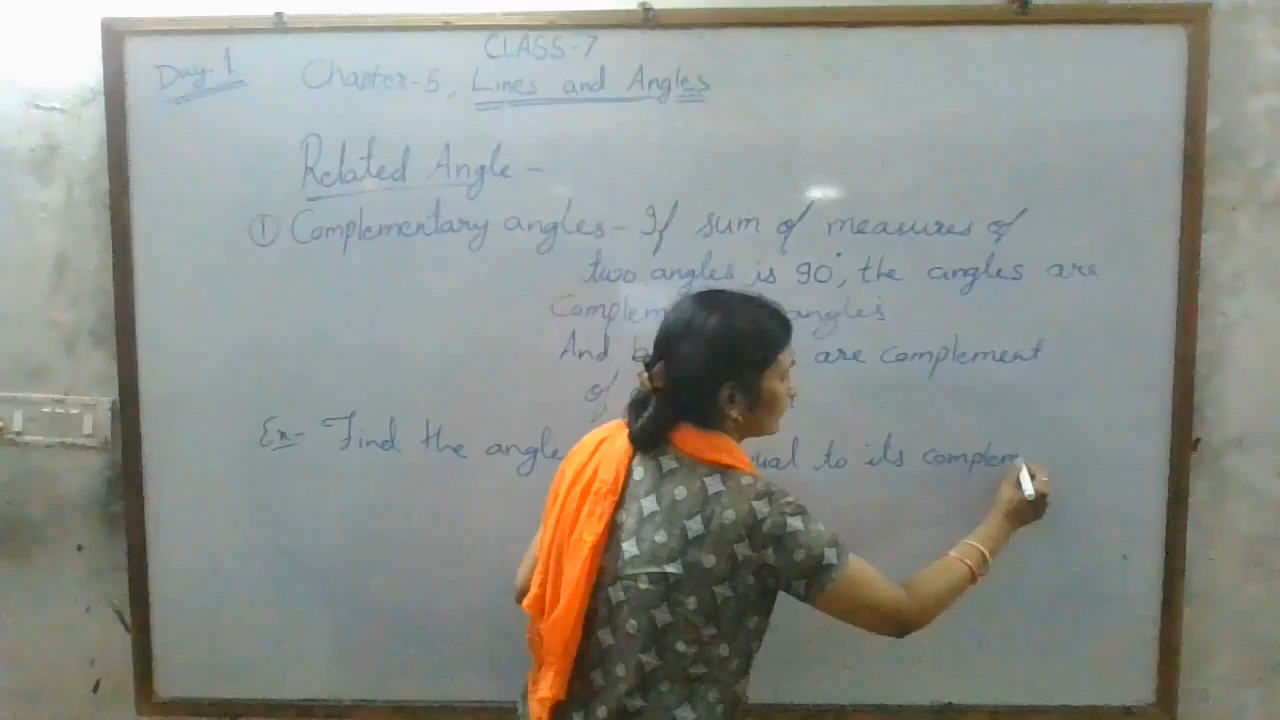 CLASS-7
Day-1 Chapter-5, Lines and Angles
Related Angle -
① Complementary angles - If sum of measures of
two angles is 90°, the angles are
Complem angles
And are complement
of
Ex- Find the angle ual to its complem